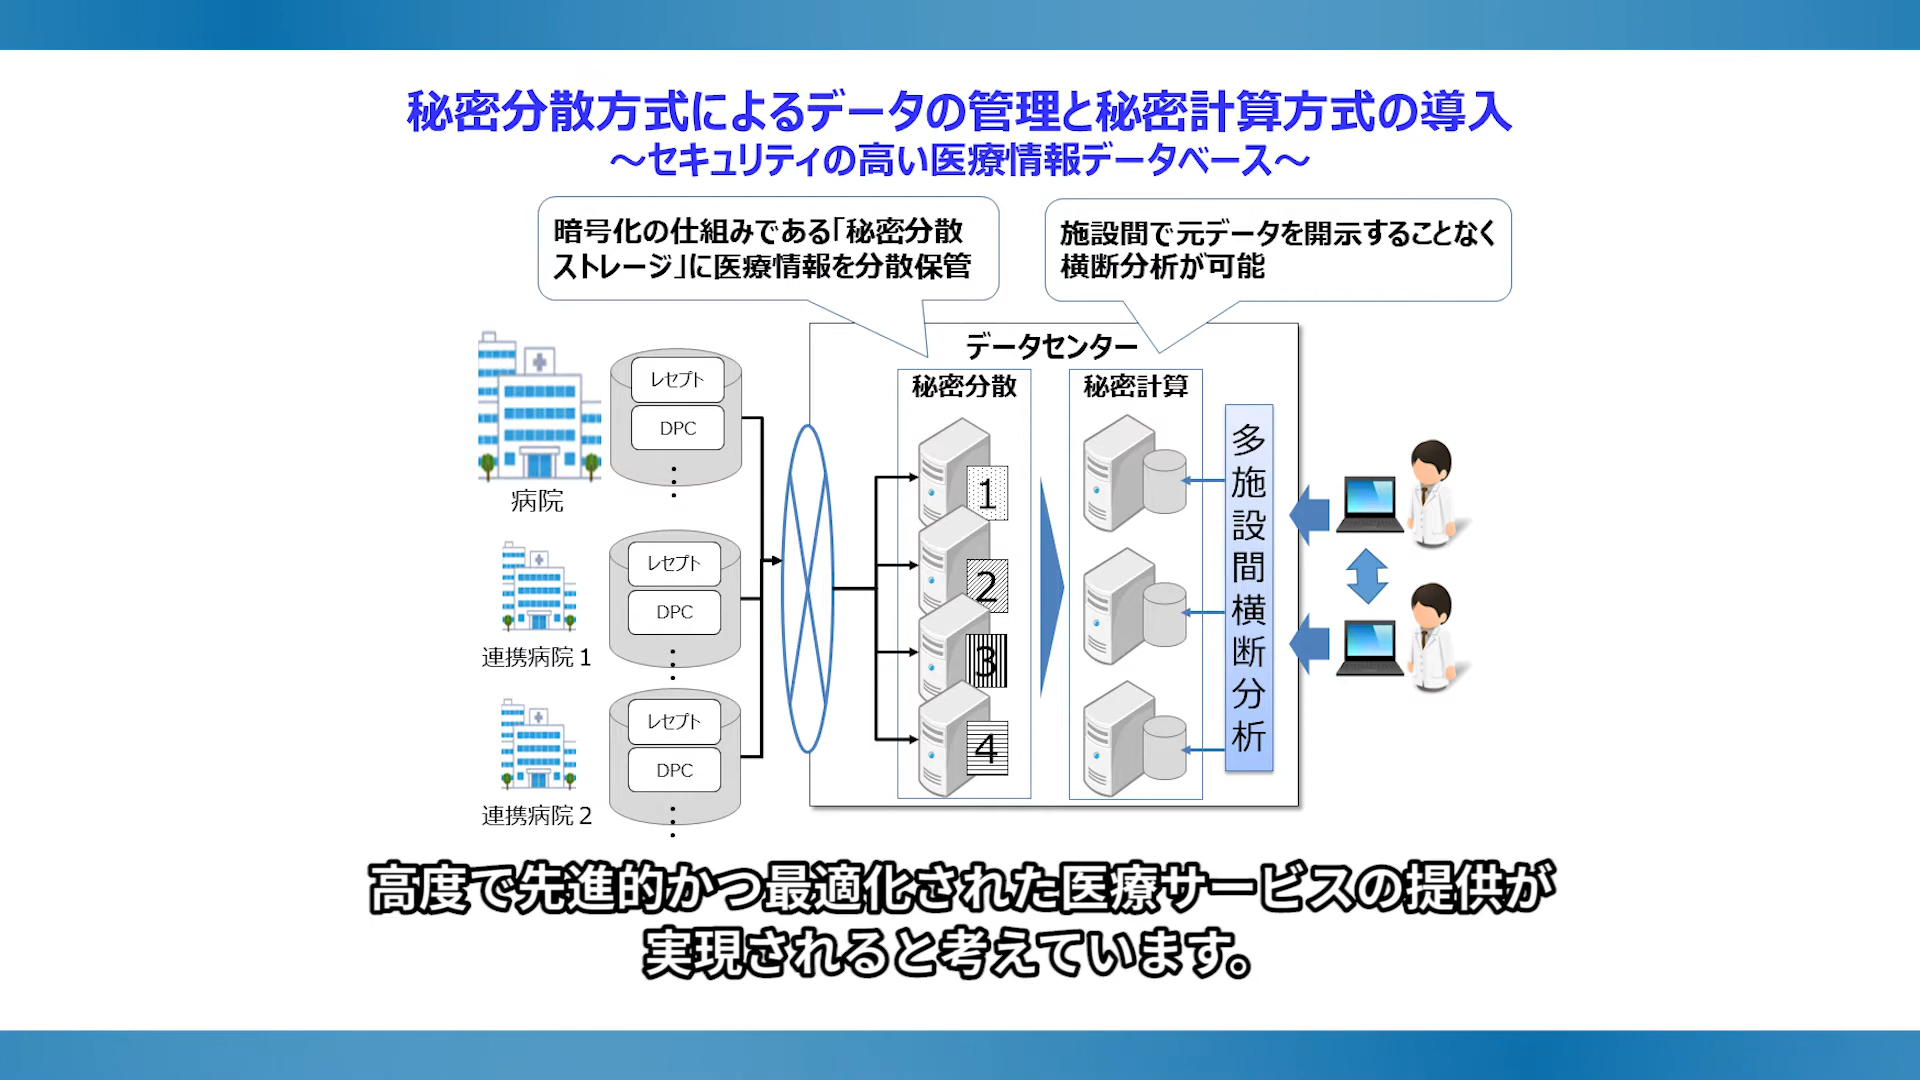 秘密分散方式によるデータの管理と秘密計算方式の導入
～セキュリティの高い医療情報データベース～
暗号化の仕組みである「秘密分散
ストレージ」に医療情報を分散保管
施設間で元データを開示することなく
横断分析が可能
データセンター
秘密分散
秘密計算
レセプト
DPC
病院
レセプト
DPC
連携病院1
レセプト
DPC
連携病院2
1
2
3
4
多施設間横断分析
高度で先進的かつ最適化された医療サービスの提供が
実現されると考えています。